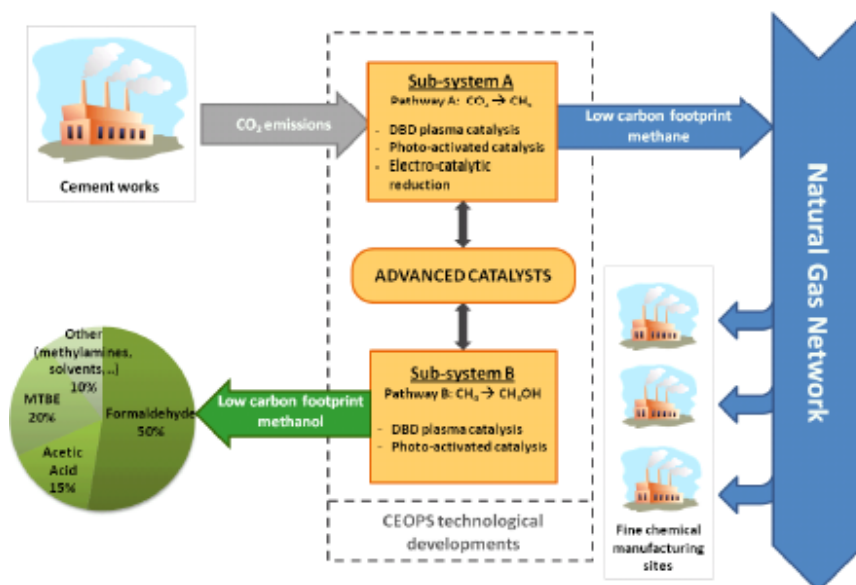 Sub-system A
Pathway A: CO₂ → CH₄
- DBD plasma catalysis
- Photo-activated catalysis
- Electro-catalytic
reduction
CO₂ emissions
Low carbon footprint
methane
Cement works
Natural Gas Network
ADVANCED CATALYSTS
Sub-system B
Pathway B: CH₄ → CH₃OH
- DBD plasma catalysis
- Photo-activated catalysis
Low carbon footprint
methanol
Other
(methylamines,
solvents,..)
10%
MTBE
20%
Formaldehyde
50%
Acetic
Acid
15%
CEOPS technological
developments
Fine chemical
manufacturing
sites